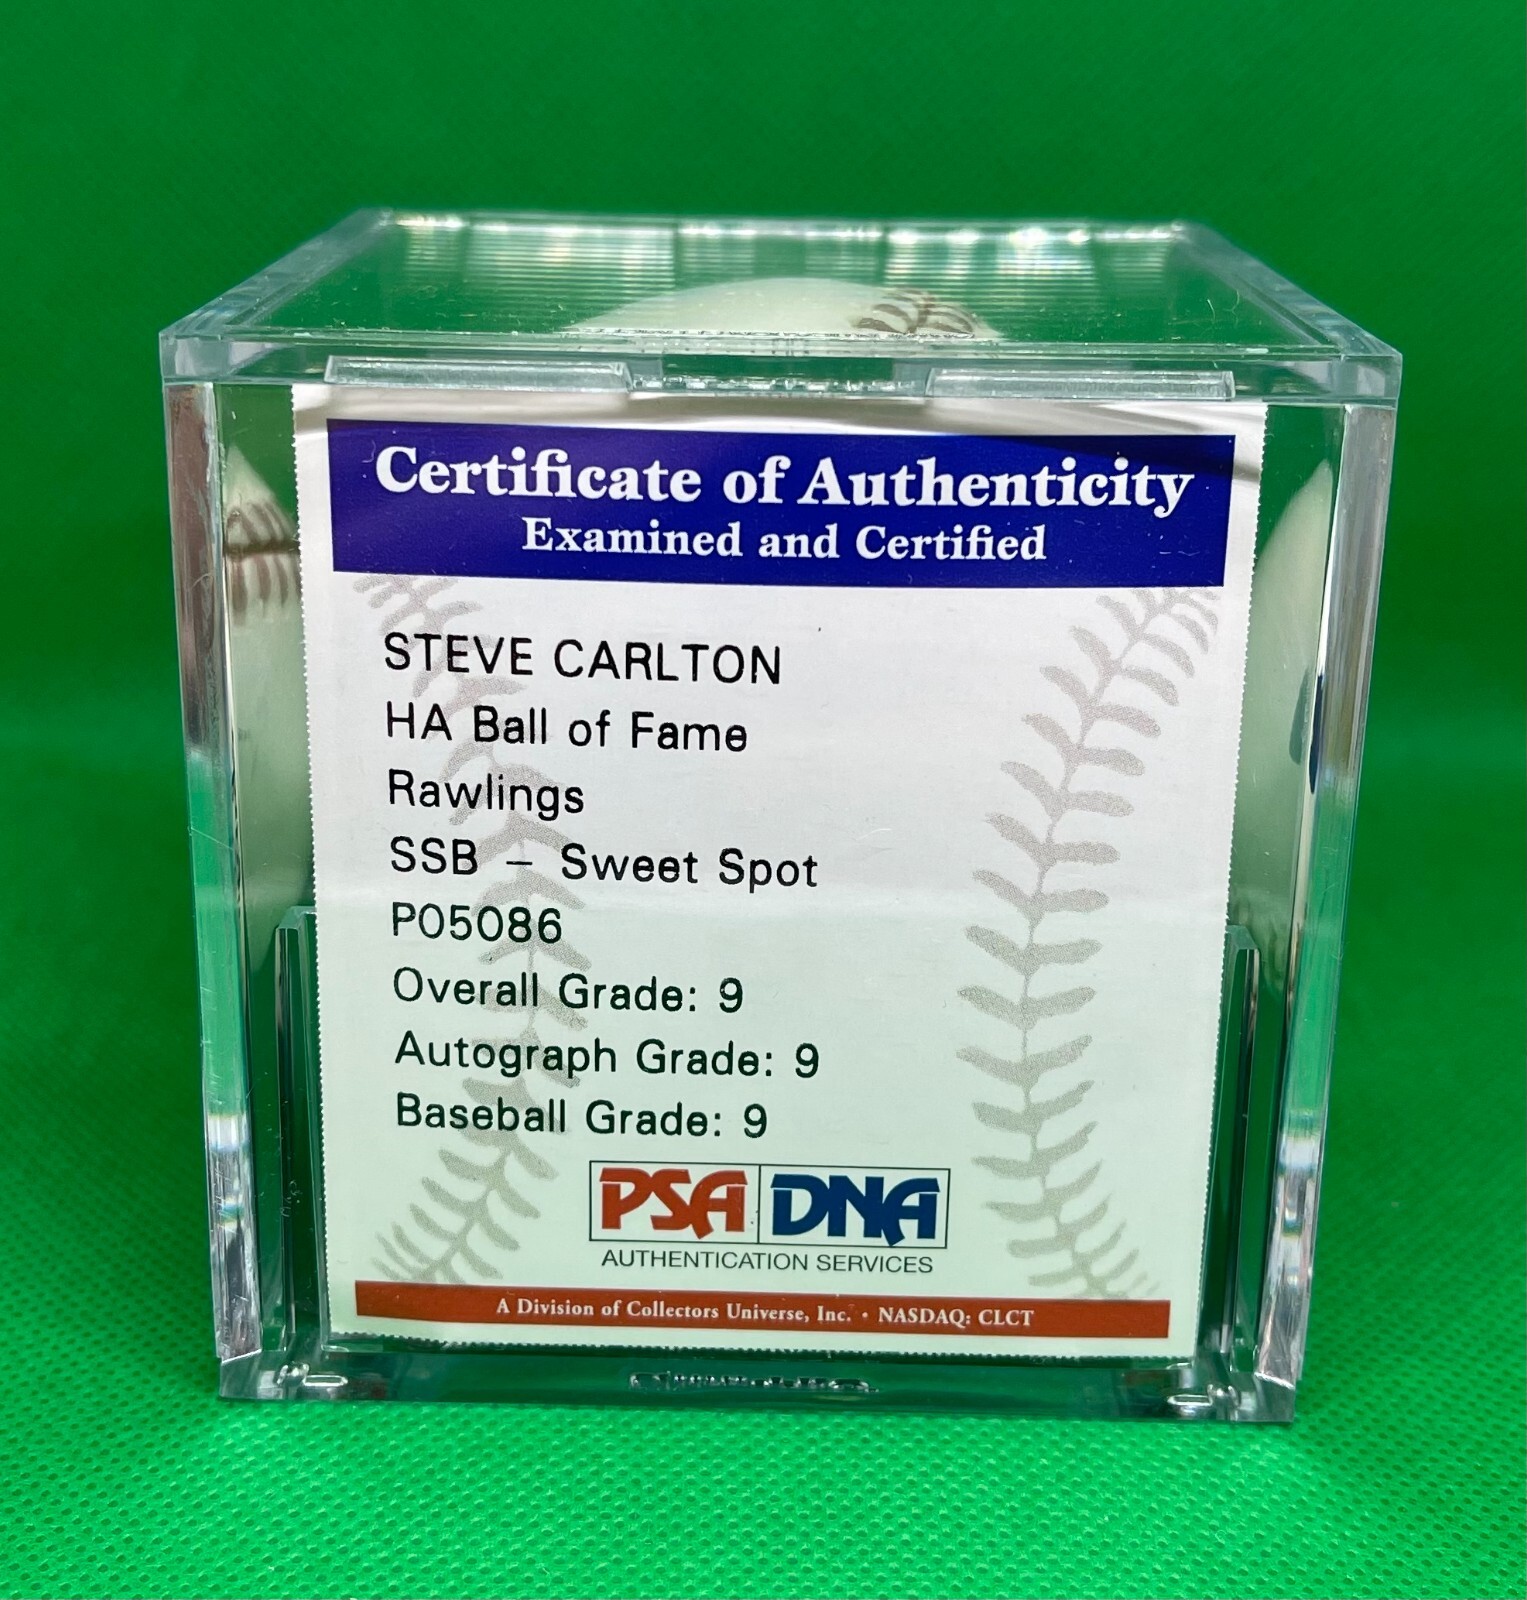 Certificate of Authenticity
Examined and Certified
STEVE CARLTON
HA Ball of Fame
Rawlings
SSB – Sweet Spot
P05086
Overall Grade: 9
Autograph Grade: 9
Baseball Grade: 9
PSA DNA
AUTHENTICATION SERVICES
A Division of Collectors Universe, Inc. • NASDAQ: CLCT